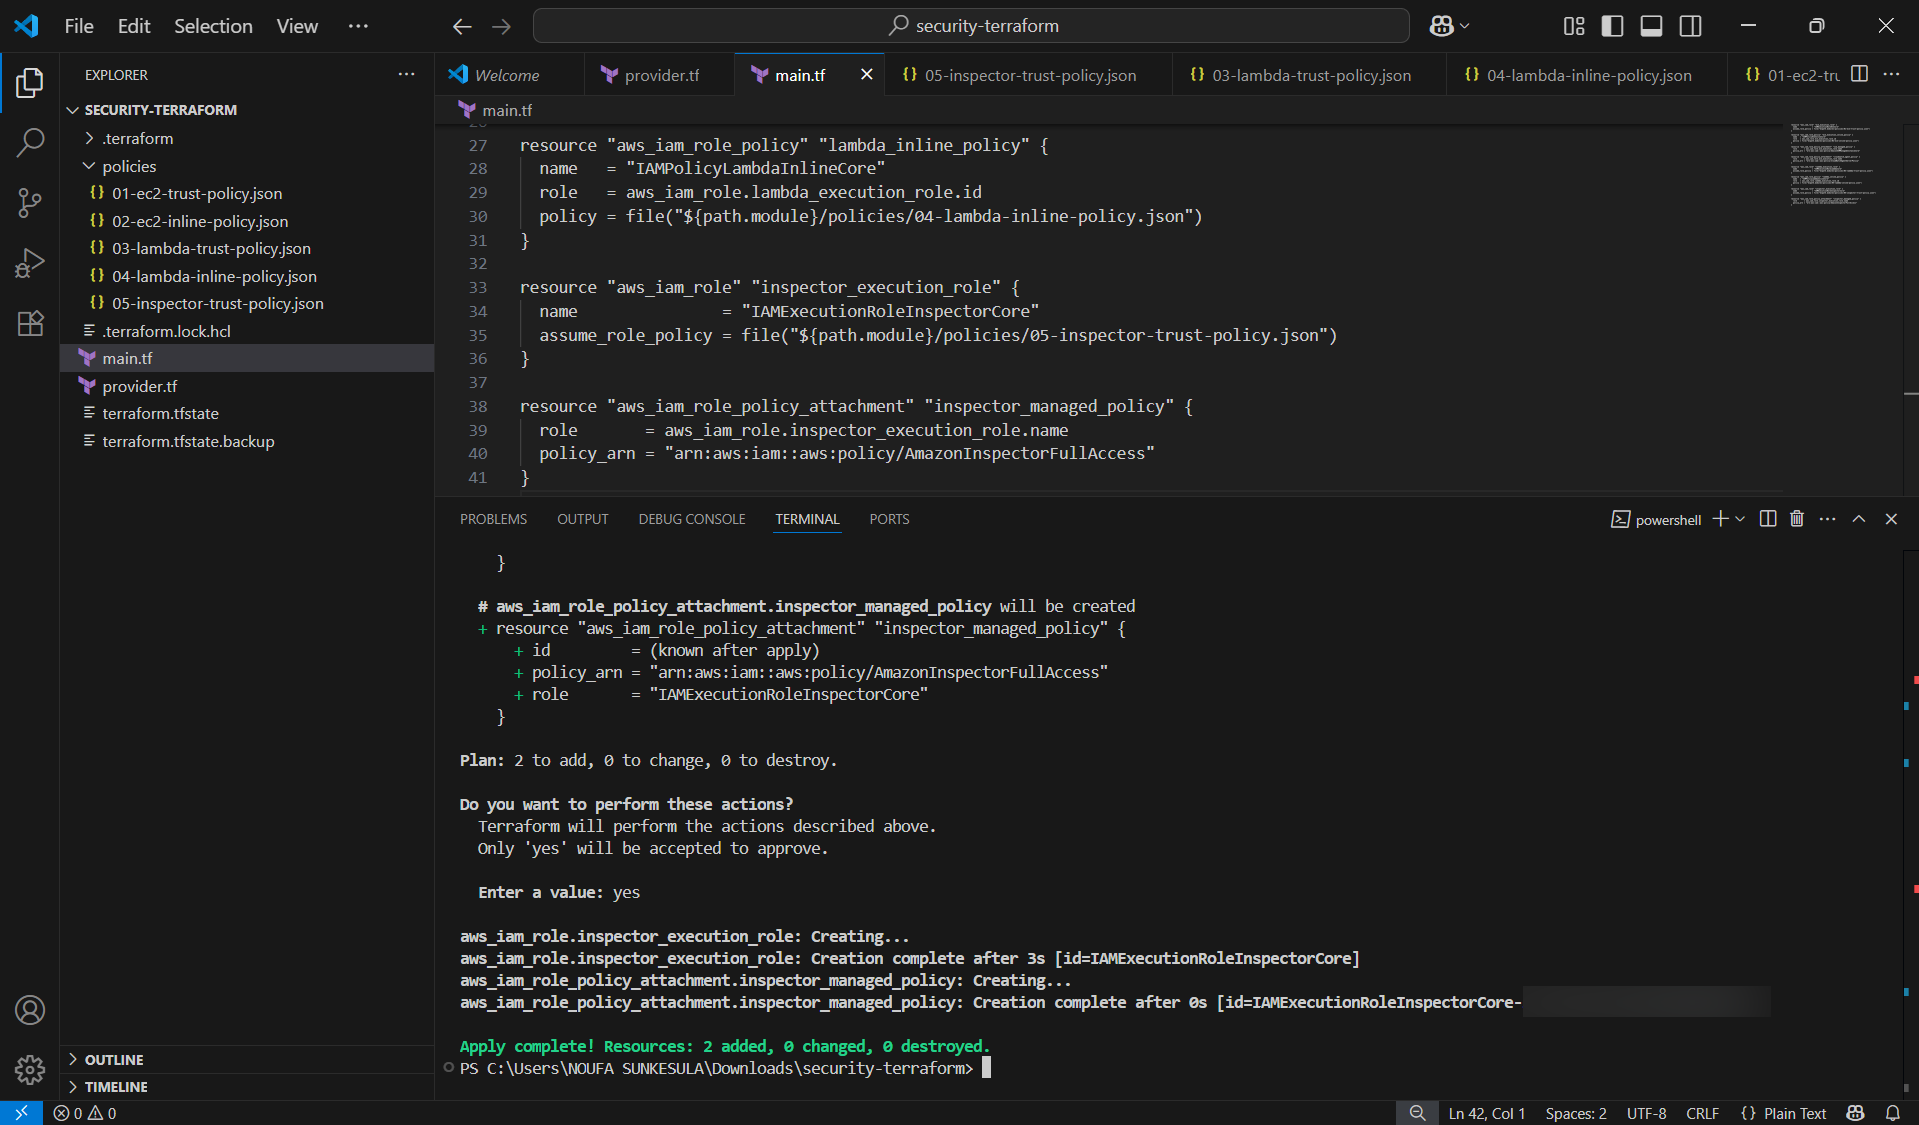 File Edit Selection View ···
security-terraform
EXPLORER ···
SECURITY-TERRAFORM
.terraform
policies
{} 01-ec2-trust-policy.json
{} 02-ec2-inline-policy.json
{} 03-lambda-trust-policy.json
{} 04-lambda-inline-policy.json
{} 05-inspector-trust-policy.json
.terraform.lock.hcl
main.tf
provider.tf
terraform.tfstate
terraform.tfstate.backup
OUTLINE
TIMELINE
Welcome provider.tf main.tf {} 05-inspector-trust-policy.json {} 03-lambda-trust-policy.json {} 04-lambda-inline-policy.json {} 01-ec2-tru ···
main.tf
27 resource "aws_iam_role_policy" "lambda_inline_policy" {
28 name = "IAMPolicyLambdaInlineCore"
29 role = aws_iam_role.lambda_execution_role.id
30 policy = file("${path.module}/policies/04-lambda-inline-policy.json")
31 }
32
33 resource "aws_iam_role" "inspector_execution_role" {
34 name = "IAMExecutionRoleInspectorCore"
35 assume_role_policy = file("${path.module}/policies/05-inspector-trust-policy.json")
36 }
37
38 resource "aws_iam_role_policy_attachment" "inspector_managed_policy" {
39 role = aws_iam_role.inspector_execution_role.name
40 policy_arn = "arn:aws:iam::aws:policy/AmazonInspectorFullAccess"
41 }
PROBLEMS OUTPUT DEBUG CONSOLE TERMINAL PORTS powershell ···
}
# aws_iam_role_policy_attachment.inspector_managed_policy will be created
+ resource "aws_iam_role_policy_attachment" "inspector_managed_policy" {
+ id = (known after apply)
+ policy_arn = "arn:aws:iam::aws:policy/AmazonInspectorFullAccess"
+ role = "IAMExecutionRoleInspectorCore"
}
Plan: 2 to add, 0 to change, 0 to destroy.
Do you want to perform these actions?
Terraform will perform the actions described above.
Only 'yes' will be accepted to approve.
Enter a value: yes
aws_iam_role.inspector_execution_role: Creating...
aws_iam_role.inspector_execution_role: Creation complete after 3s [id=IAMExecutionRoleInspectorCore]
aws_iam_role_policy_attachment.inspector_managed_policy: Creating...
aws_iam_role_policy_attachment.inspector_managed_policy: Creation complete after 0s [id=IAMExecutionRoleInspectorCore-
Apply complete! Resources: 2 added, 0 changed, 0 destroyed.
PS C:\Users\NOUFA SUNKESULA\Downloads\security-terraform>
0 0 Ln 42, Col 1 Spaces: 2 UTF-8 CRLF {} Plain Text